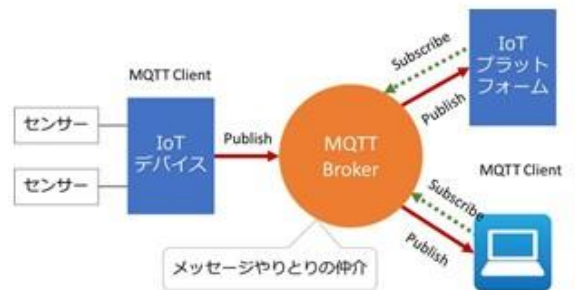 MQTT Client
センサー
センサー
IoT
デバイス
Publish
MQTT
Broker
メッセージやりとりの仲介
Subscribe
Publish
IoT
プラット
フォーム
MQTT Client
Subscribe
Publish